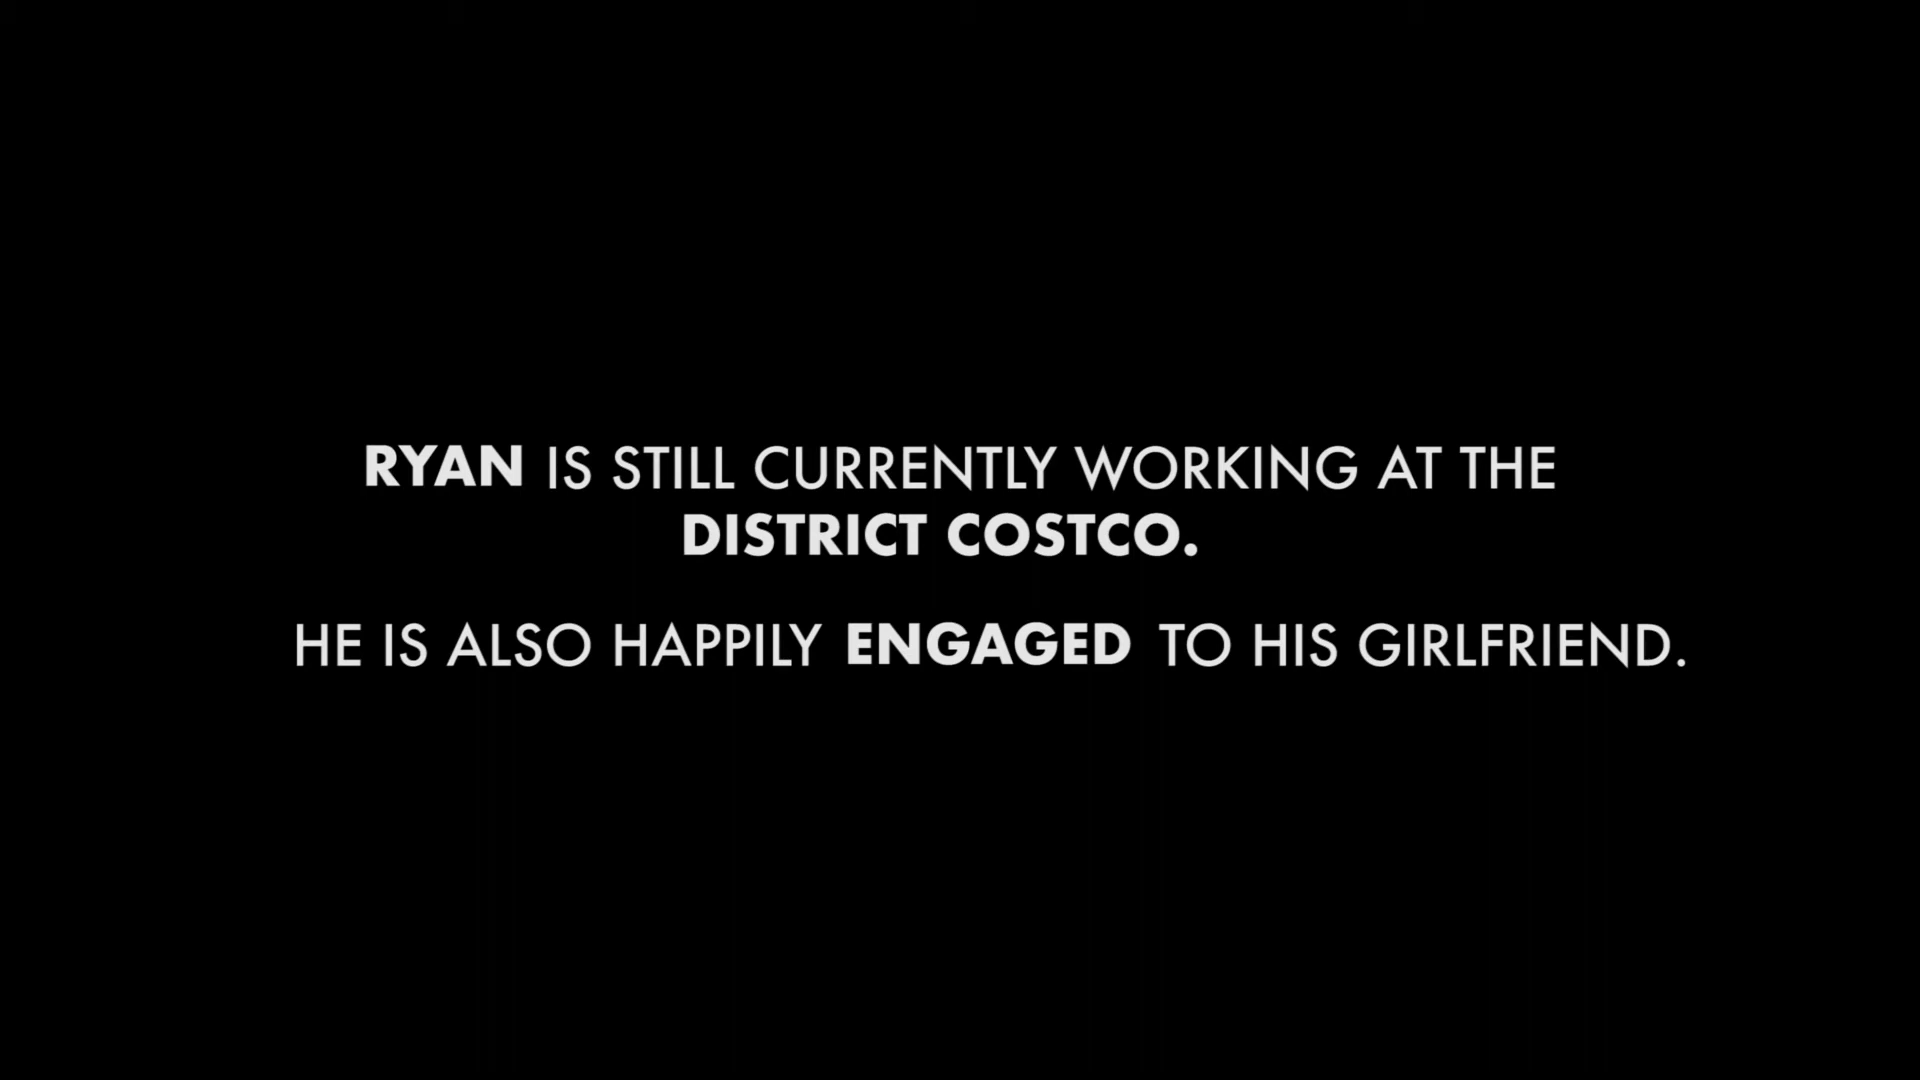 RYAN IS STILL CURRENTLY WORKING AT THE
DISTRICT COSTCO.
HE IS ALSO HAPPILY ENGAGED TO HIS GIRLFRIEND.